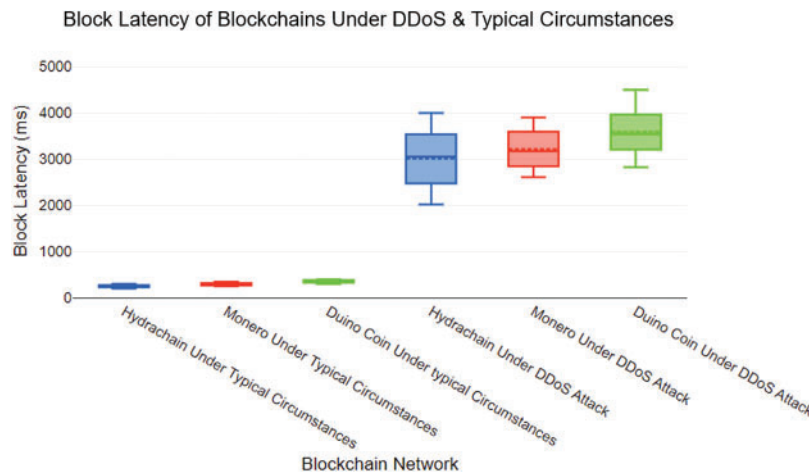 Block Latency of Blockchains Under DDoS & Typical Circumstances
5000
4000
3000
2000
1000
0
Block Latency (ms)
Hydrachain Under Typical Circumstances
Monero Under Typical Circumstances
Duino Coin Under typical Circumstances
Hydrachain Under DDoS Attack
Monero Under DDoS Attack
Duino Coin Under DDoS Attack
Blockchain Network